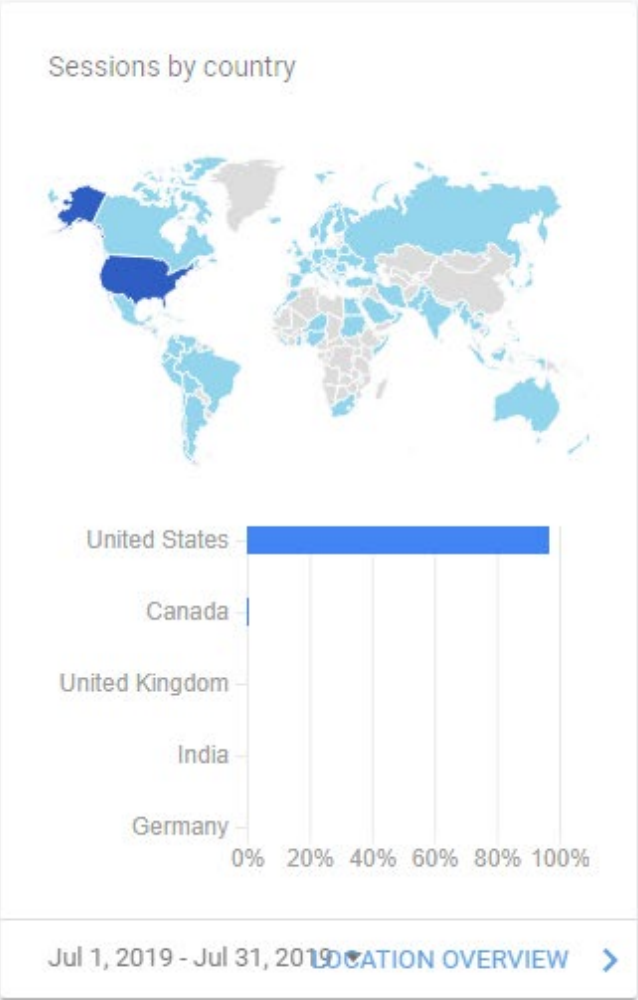 Sessions by country
United States
Canada
United Kingdom
India
Germany
0% 20% 40% 60% 80% 100%
Jul 1, 2019 - Jul 31, 2019 LOCATION OVERVIEW